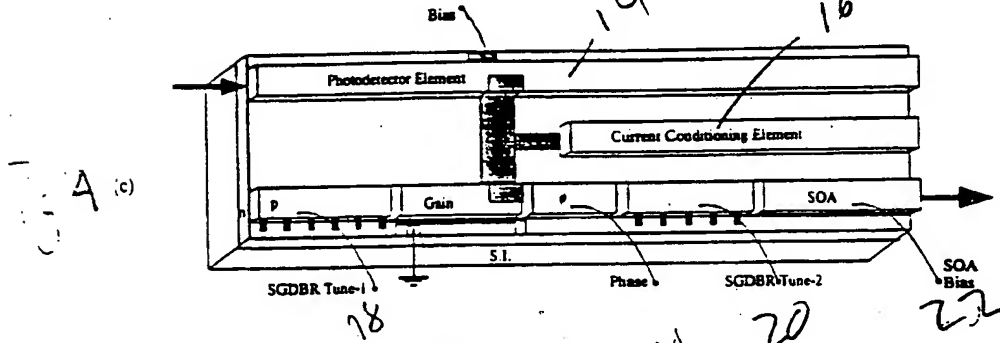 Bias
14
16
Photodetector Element
Current Conditioning Element
4 (c)
p
Gain
SOA
S.I.
SGDBR Tune-1
Phase
SGDBR Tune-2
SOA
Bias
18
20
22